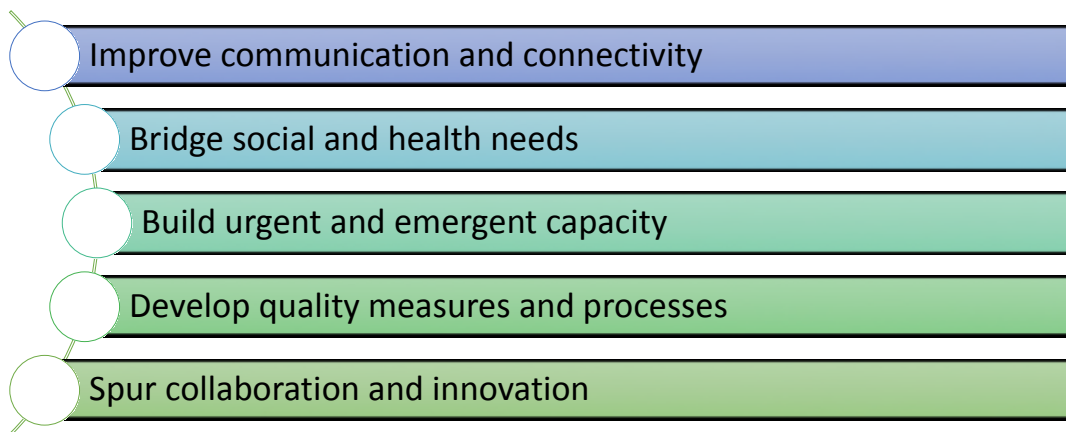 Improve communication and connectivity
Bridge social and health needs
Build urgent and emergent capacity
Develop quality measures and processes
Spur collaboration and innovation